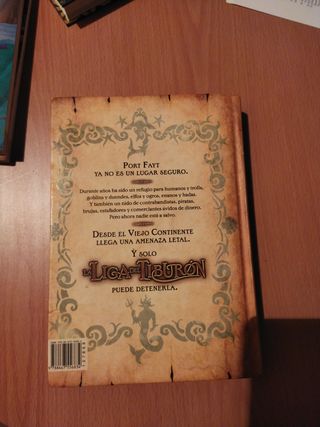 Port Fayt
ya no es un lugar seguro.
Durante años ha sido un refugio para humanos y trolls,
goblins y duendes, elfos y ogros, enanos y hadas.
Y también un nido de contrabandistas, piratas,
brujas, estafadores y comerciantes ávidos de dinero.
Pero ahora nadie está a salvo.
Desde el Viejo Continente
llega una amenaza letal.
Y solo
la Liga del Tiburón
puede detenerla.